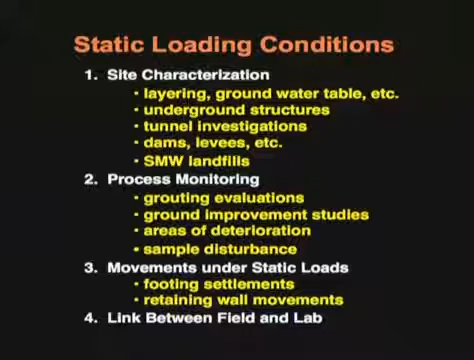 Static Loading Conditions
1. Site Characterization
• layering, ground water table, etc.
• underground structures
• tunnel investigations
• dams, levees, etc.
• SMW landfills
2. Process Monitoring
• grouting evaluations
• ground improvement studies
• areas of deterioration
• sample disturbance
3. Movements under Static Loads
• footing settlements
• retaining wall movements
4. Link Between Field and Lab